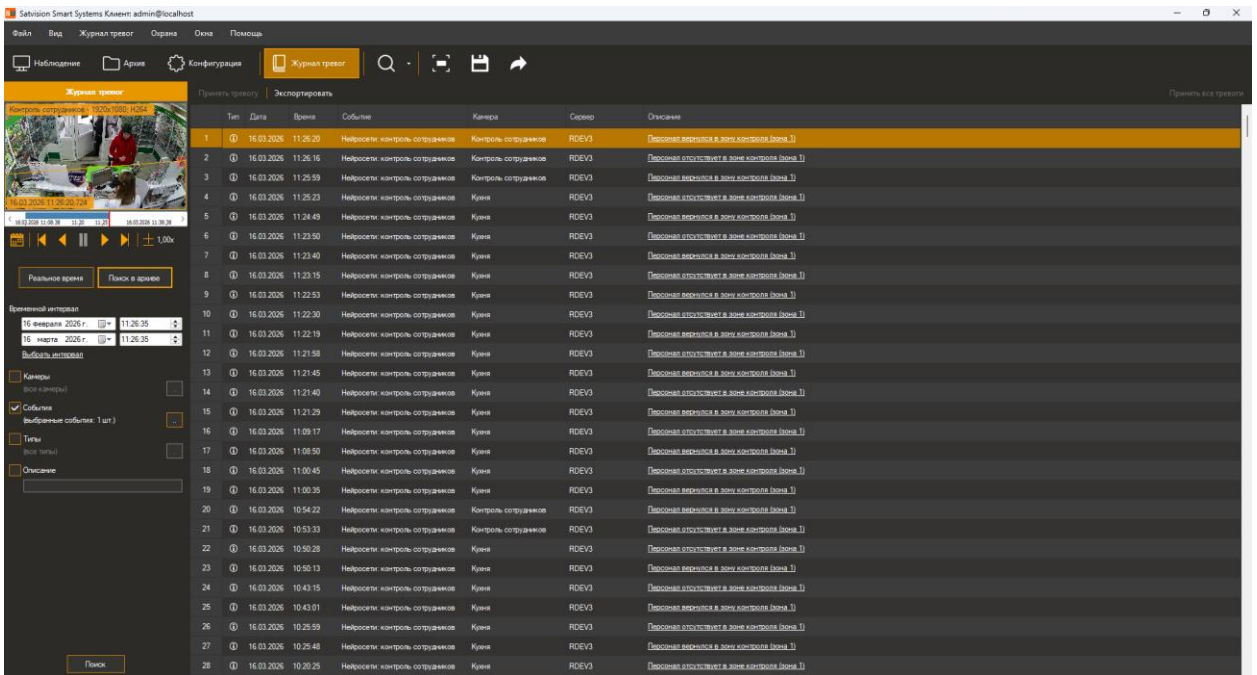 Satvision Smart Systems Клиент: admin@localhost
Файл Вид Журнал тревог Охрана Окна Помощь
Наблюдение Архив Конфигурация Журнал тревог
Журнал тревог
Принять тревогу Экспортировать Принять все тревоги
Контроль сотрудников - 1920x1080; H264
16.03.2026 11:26:20.724
16.03.2026 11:08:38 11:20 11:25 16.03.2026 11:38:38
1,00x
Реальное время Поиск в архиве
Временной интервал
16 февраля 2026 г. 11:26:35
16 марта 2026 г. 11:26:35
Выбрать интервал
Камеры
(все камеры)
События
(выбранные события: 1 шт.)
Типы
(все типы)
Описание
Поиск
Тип Дата Время Событие Камера Сервер Описание
1 16.03.2026 11:26:20 Нейросети: контроль сотрудников Контроль сотрудников RDEV3 Персонал вернулся в зону контроля (зона 1)
2 16.03.2026 11:26:16 Нейросети: контроль сотрудников Контроль сотрудников RDEV3 Персонал отсутствует в зоне контроля (зона 1)
3 16.03.2026 11:25:59 Нейросети: контроль сотрудников Контроль сотрудников RDEV3 Персонал вернулся в зону контроля (зона 1)
4 16.03.2026 11:25:23 Нейросети: контроль сотрудников Кухня RDEV3 Персонал отсутствует в зоне контроля (зона 1)
5 16.03.2026 11:24:49 Нейросети: контроль сотрудников Кухня RDEV3 Персонал вернулся в зону контроля (зона 1)
6 16.03.2026 11:23:50 Нейросети: контроль сотрудников Кухня RDEV3 Персонал отсутствует в зоне контроля (зона 1)
7 16.03.2026 11:23:40 Нейросети: контроль сотрудников Кухня RDEV3 Персонал вернулся в зону контроля (зона 1)
8 16.03.2026 11:23:15 Нейросети: контроль сотрудников Кухня RDEV3 Персонал отсутствует в зоне контроля (зона 1)
9 16.03.2026 11:22:53 Нейросети: контроль сотрудников Кухня RDEV3 Персонал вернулся в зону контроля (зона 1)
10 16.03.2026 11:22:30 Нейросети: контроль сотрудников Кухня RDEV3 Персонал отсутствует в зоне контроля (зона 1)
11 16.03.2026 11:22:19 Нейросети: контроль сотрудников Кухня RDEV3 Персонал вернулся в зону контроля (зона 1)
12 16.03.2026 11:21:58 Нейросети: контроль сотрудников Кухня RDEV3 Персонал отсутствует в зоне контроля (зона 1)
13 16.03.2026 11:21:45 Нейросети: контроль сотрудников Кухня RDEV3 Персонал вернулся в зону контроля (зона 1)
14 16.03.2026 11:21:40 Нейросети: контроль сотрудников Кухня RDEV3 Персонал отсутствует в зоне контроля (зона 1)
15 16.03.2026 11:21:29 Нейросети: контроль сотрудников Кухня RDEV3 Персонал вернулся в зону контроля (зона 1)
16 16.03.2026 11:09:17 Нейросети: контроль сотрудников Кухня RDEV3 Персонал отсутствует в зоне контроля (зона 1)
17 16.03.2026 11:08:50 Нейросети: контроль сотрудников Кухня RDEV3 Персонал вернулся в зону контроля (зона 1)
18 16.03.2026 11:00:45 Нейросети: контроль сотрудников Кухня RDEV3 Персонал отсутствует в зоне контроля (зона 1)
19 16.03.2026 11:00:35 Нейросети: контроль сотрудников Кухня RDEV3 Персонал вернулся в зону контроля (зона 1)
20 16.03.2026 10:54:22 Нейросети: контроль сотрудников Контроль сотрудников RDEV3 Персонал вернулся в зону контроля (зона 1)
21 16.03.2026 10:53:33 Нейросети: контроль сотрудников Контроль сотрудников RDEV3 Персонал отсутствует в зоне контроля (зона 1)
22 16.03.2026 10:50:28 Нейросети: контроль сотрудников Кухня RDEV3 Персонал отсутствует в зоне контроля (зона 1)
23 16.03.2026 10:50:13 Нейросети: контроль сотрудников Кухня RDEV3 Персонал вернулся в зону контроля (зона 1)
24 16.03.2026 10:43:15 Нейросети: контроль сотрудников Кухня RDEV3 Персонал отсутствует в зоне контроля (зона 1)
25 16.03.2026 10:43:01 Нейросети: контроль сотрудников Кухня RDEV3 Персонал вернулся в зону контроля (зона 1)
26 16.03.2026 10:25:59 Нейросети: контроль сотрудников Кухня RDEV3 Персонал отсутствует в зоне контроля (зона 1)
27 16.03.2026 10:25:48 Нейросети: контроль сотрудников Кухня RDEV3 Персонал вернулся в зону контроля (зона 1)
28 16.03.2026 10:20:25 Нейросети: контроль сотрудников Кухня RDEV3 Персонал отсутствует в зоне контроля (зона 1)